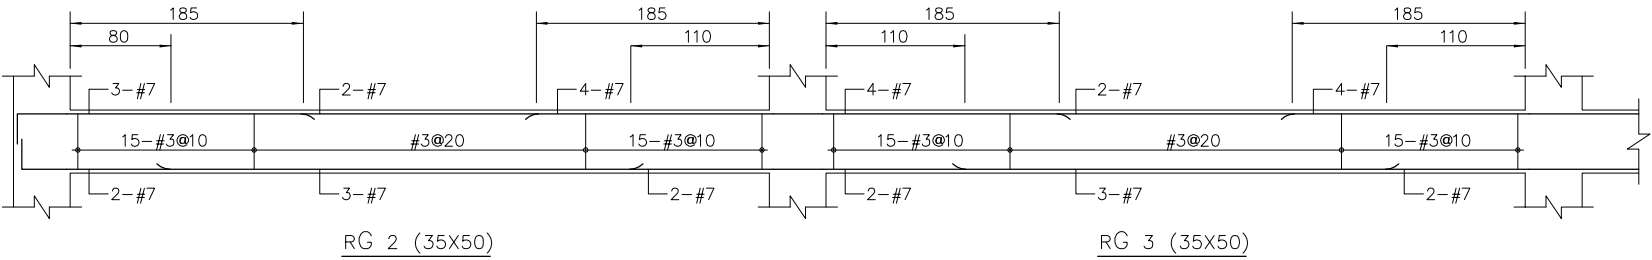 185 185 185 185
80 110 110 110
3-#7 2-#7 4-#7 4-#7 2-#7 4-#7
15-#3@10 #3@20 15-#3@10 15-#3@10 #3@20 15-#3@10
2-#7 3-#7 2-#7 2-#7 3-#7 2-#7
RG 2 (35X50) RG 3 (35X50)